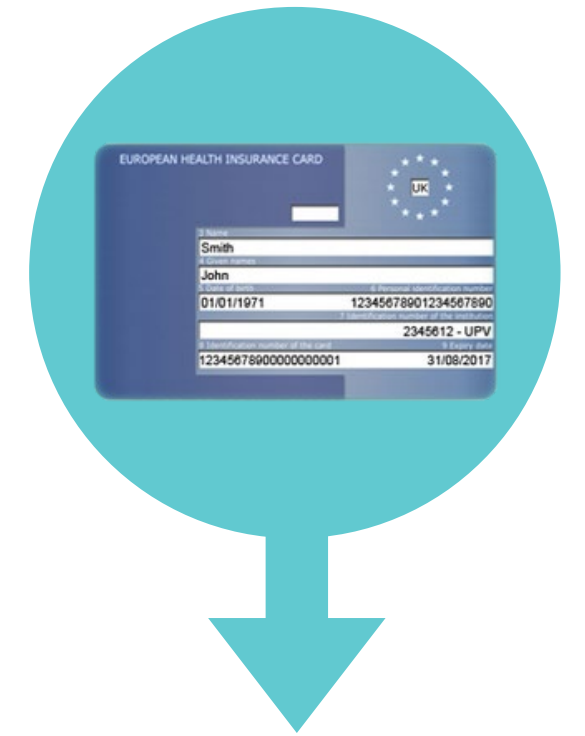 EUROPEAN HEALTH INSURANCE CARD
UK
3 Name
Smith
4 Given names
John
5 Date of birth 6 Personal identification number
01/01/1971 12345678901234567890
7 Identification number of the institution
2345612 - UPV
8 Identification number of the card 9 Expiry date
12345678900000000001 31/08/2017